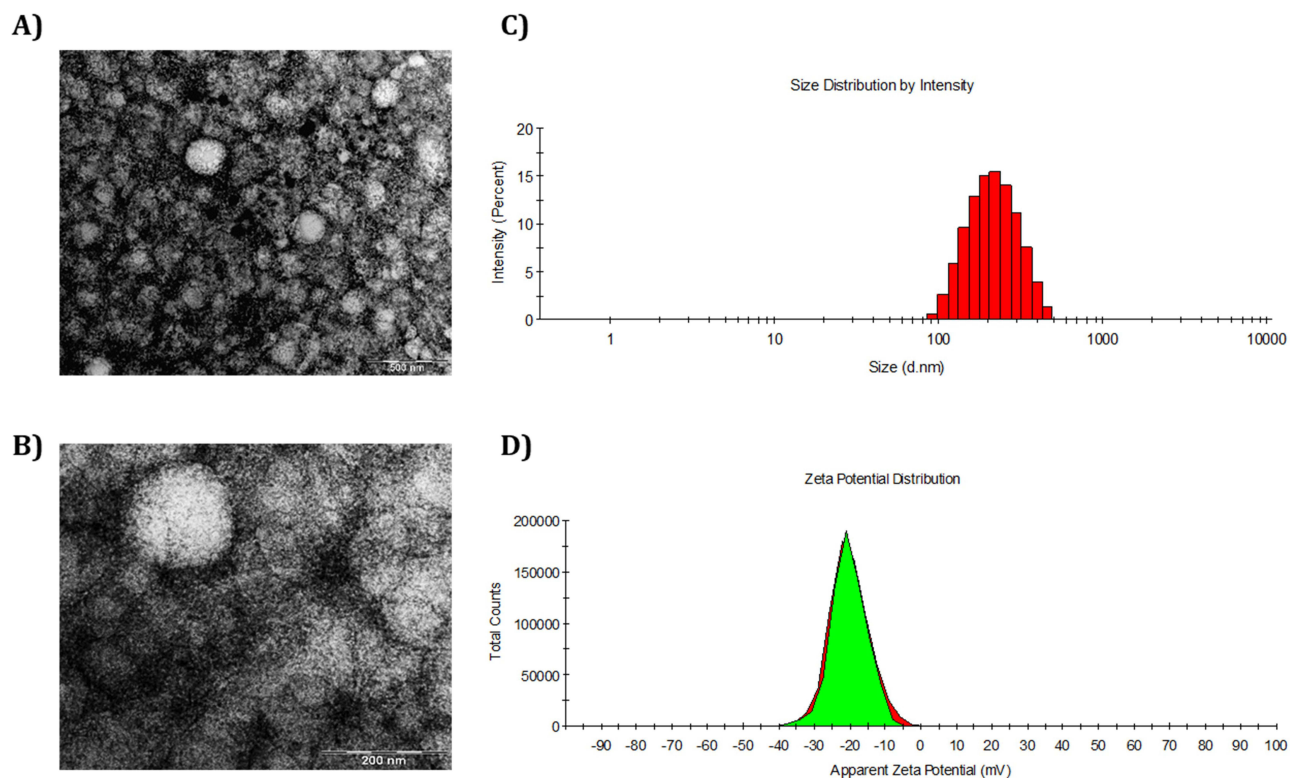 A)
500 nm
B)
200 nm
C)
Size Distribution by Intensity
Intensity (Percent)
20
15
10
5
0
1 10 100 1000 10000
Size (d.nm)
D)
Zeta Potential Distribution
Total Counts
200000
150000
100000
50000
0
-90 -80 -70 -60 -50 -40 -30 -20 -10 0 10 20 30 40 50 60 70 80 90 100
Apparent Zeta Potential (mV)